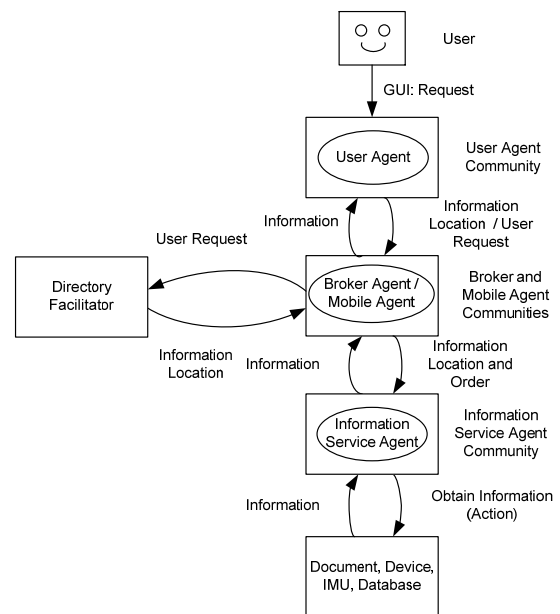 User
GUI: Request
User Agent
User Agent
Community
Information
Information
Location / User
Request
User Request
Directory
Facilitator
Broker Agent /
Mobile Agent
Broker and
Mobile Agent
Communities
Information
Location
Information
Information
Location and
Order
Information
Service Agent
Information
Service Agent
Community
Information
Obtain Information
(Action)
Document, Device,
IMU, Database